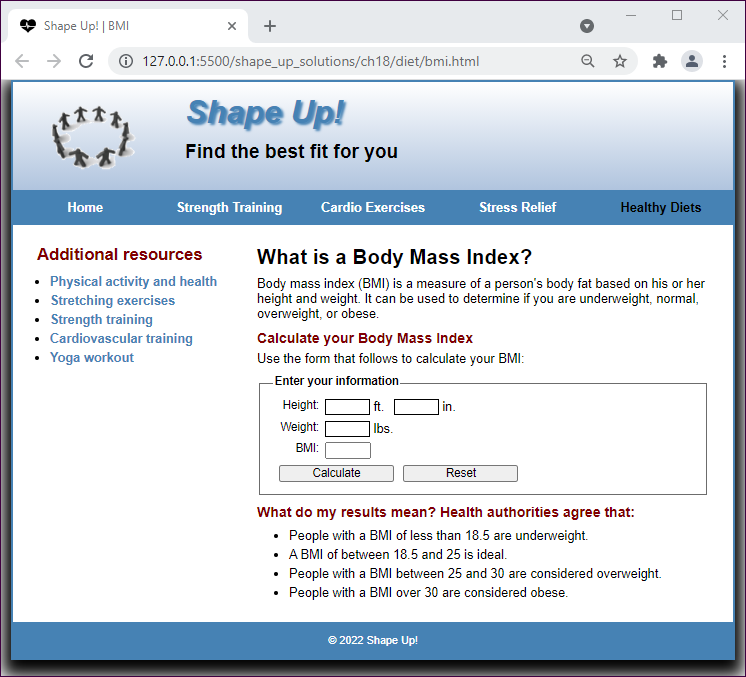 Shape Up! | BMI
127.0.0.1:5500/shape_up_solutions/ch18/diet/bmi.html
Shape Up!
Find the best fit for you
Home Strength Training Cardio Exercises Stress Relief Healthy Diets
Additional resources
Physical activity and health
Stretching exercises
Strength training
Cardiovascular training
Yoga workout
What is a Body Mass Index?
Body mass index (BMI) is a measure of a person's body fat based on his or her
height and weight. It can be used to determine if you are underweight, normal,
overweight, or obese.
Calculate your Body Mass Index
Use the form that follows to calculate your BMI:
Enter your information
Height: ft. in.
Weight: lbs.
BMI:
Calculate Reset
What do my results mean? Health authorities agree that:
People with a BMI of less than 18.5 are underweight.
A BMI of between 18.5 and 25 is ideal.
People with a BMI between 25 and 30 are considered overweight.
People with a BMI over 30 are considered obese.
© 2022 Shape Up!